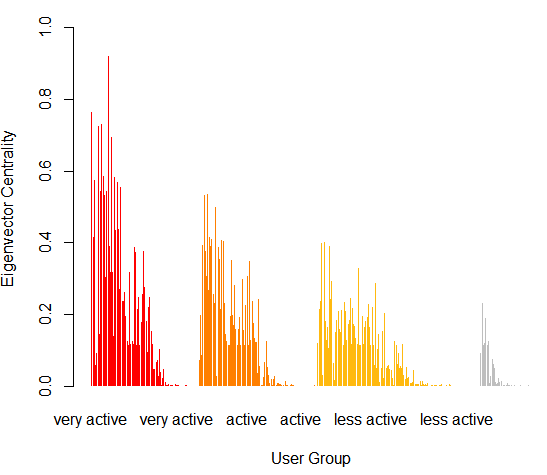 Eigenvector Centrality
1.0
0.8
0.6
0.4
0.2
0.0
very active very active active active less active less active
User Group